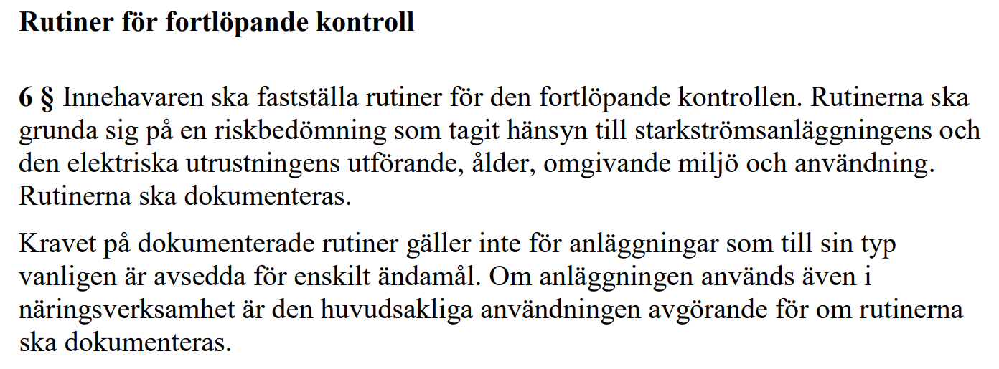 Rutiner för fortlöpande kontroll
6 § Innehavaren ska fastställa rutiner för den fortlöpande kontrollen. Rutinerna ska
grunda sig på en riskbedömning som tagit hänsyn till starkströmsanläggningens och
den elektriska utrustningens utförande, ålder, omgivande miljö och användning.
Rutinerna ska dokumenteras.
Kravet på dokumenterade rutiner gäller inte för anläggningar som till sin typ
vanligen är avsedda för enskilt ändamål. Om anläggningen används även i
näringsverksamhet är den huvudsakliga användningen avgörande för om rutinerna
ska dokumenteras.